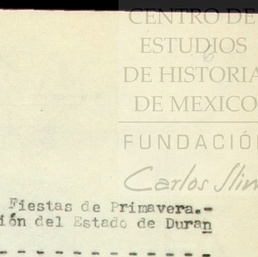 CENTRO DE
ESTUDIOS
DE HISTORIA
DE MEXICO
FUNDACIÓN
Carlos Slim
Fiestas de Primavera.-
ión del Estado de Duran